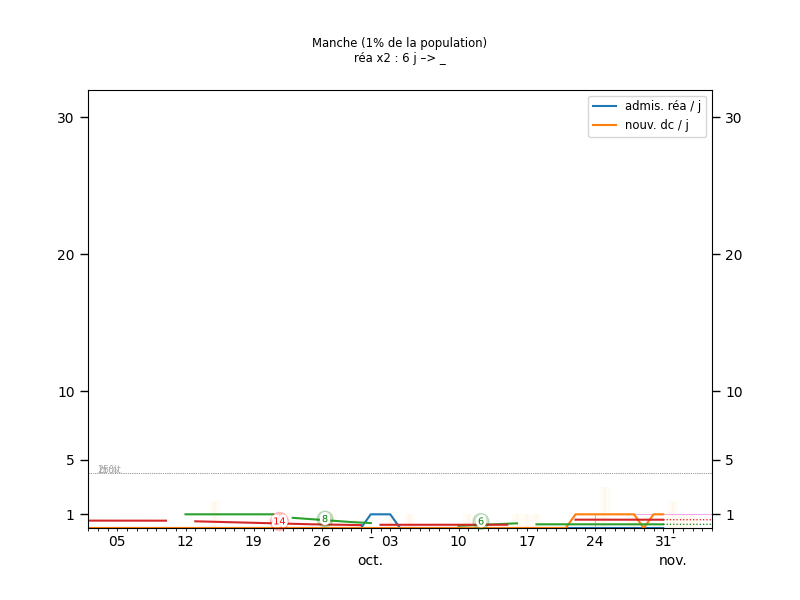 Manche (1% de la population)
réa x2 : 6 j –> _
admis. réa / j
nouv. dc / j
30 30
20 20
10 10
5 5
14 8 6
1 1
05 12 19 26 - 03 10 17 24 31 -
oct. nov.